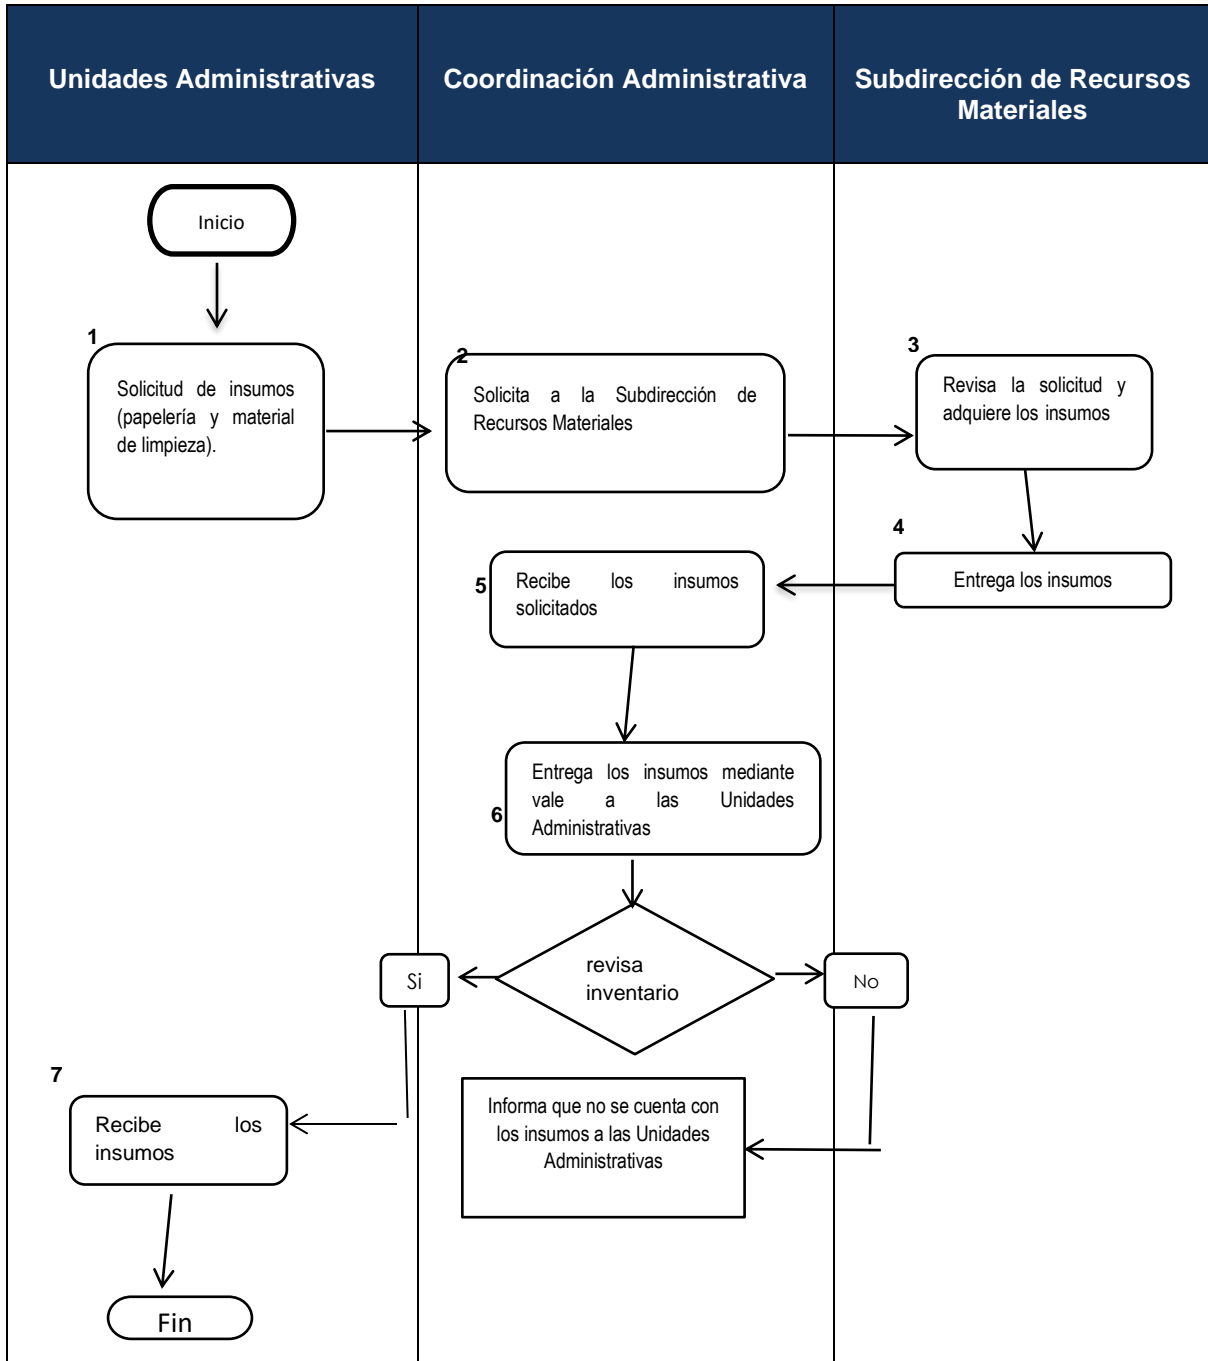 Unidades Administrativas
Coordinación Administrativa
Subdirección de Recursos
Materiales
Inicio
1
Solicitud de insumos
(papelería y material
de limpieza).
2
Solicita a la Subdirección de
Recursos Materiales
3
Revisa la solicitud y
adquiere los insumos
4
Entrega los insumos
5
Recibe los insumos
solicitados
6
Entrega los insumos mediante
vale a las Unidades
Administrativas
revisa
inventario
Si
No
7
Recibe los
insumos
Informa que no se cuenta con
los insumos a las Unidades
Administrativas
Fin